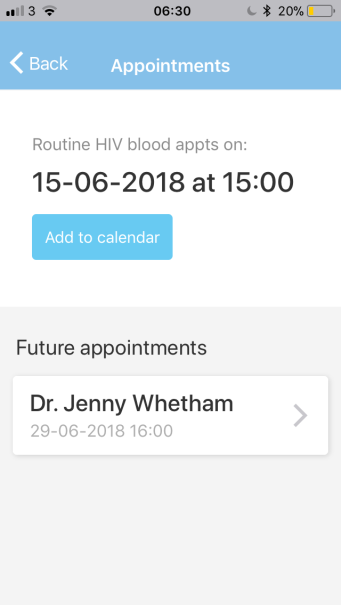 3 06:30 20%
Back Appointments
Routine HIV blood appts on:
15-06-2018 at 15:00
Add to calendar
Future appointments
Dr. Jenny Whetham
29-06-2018 16:00